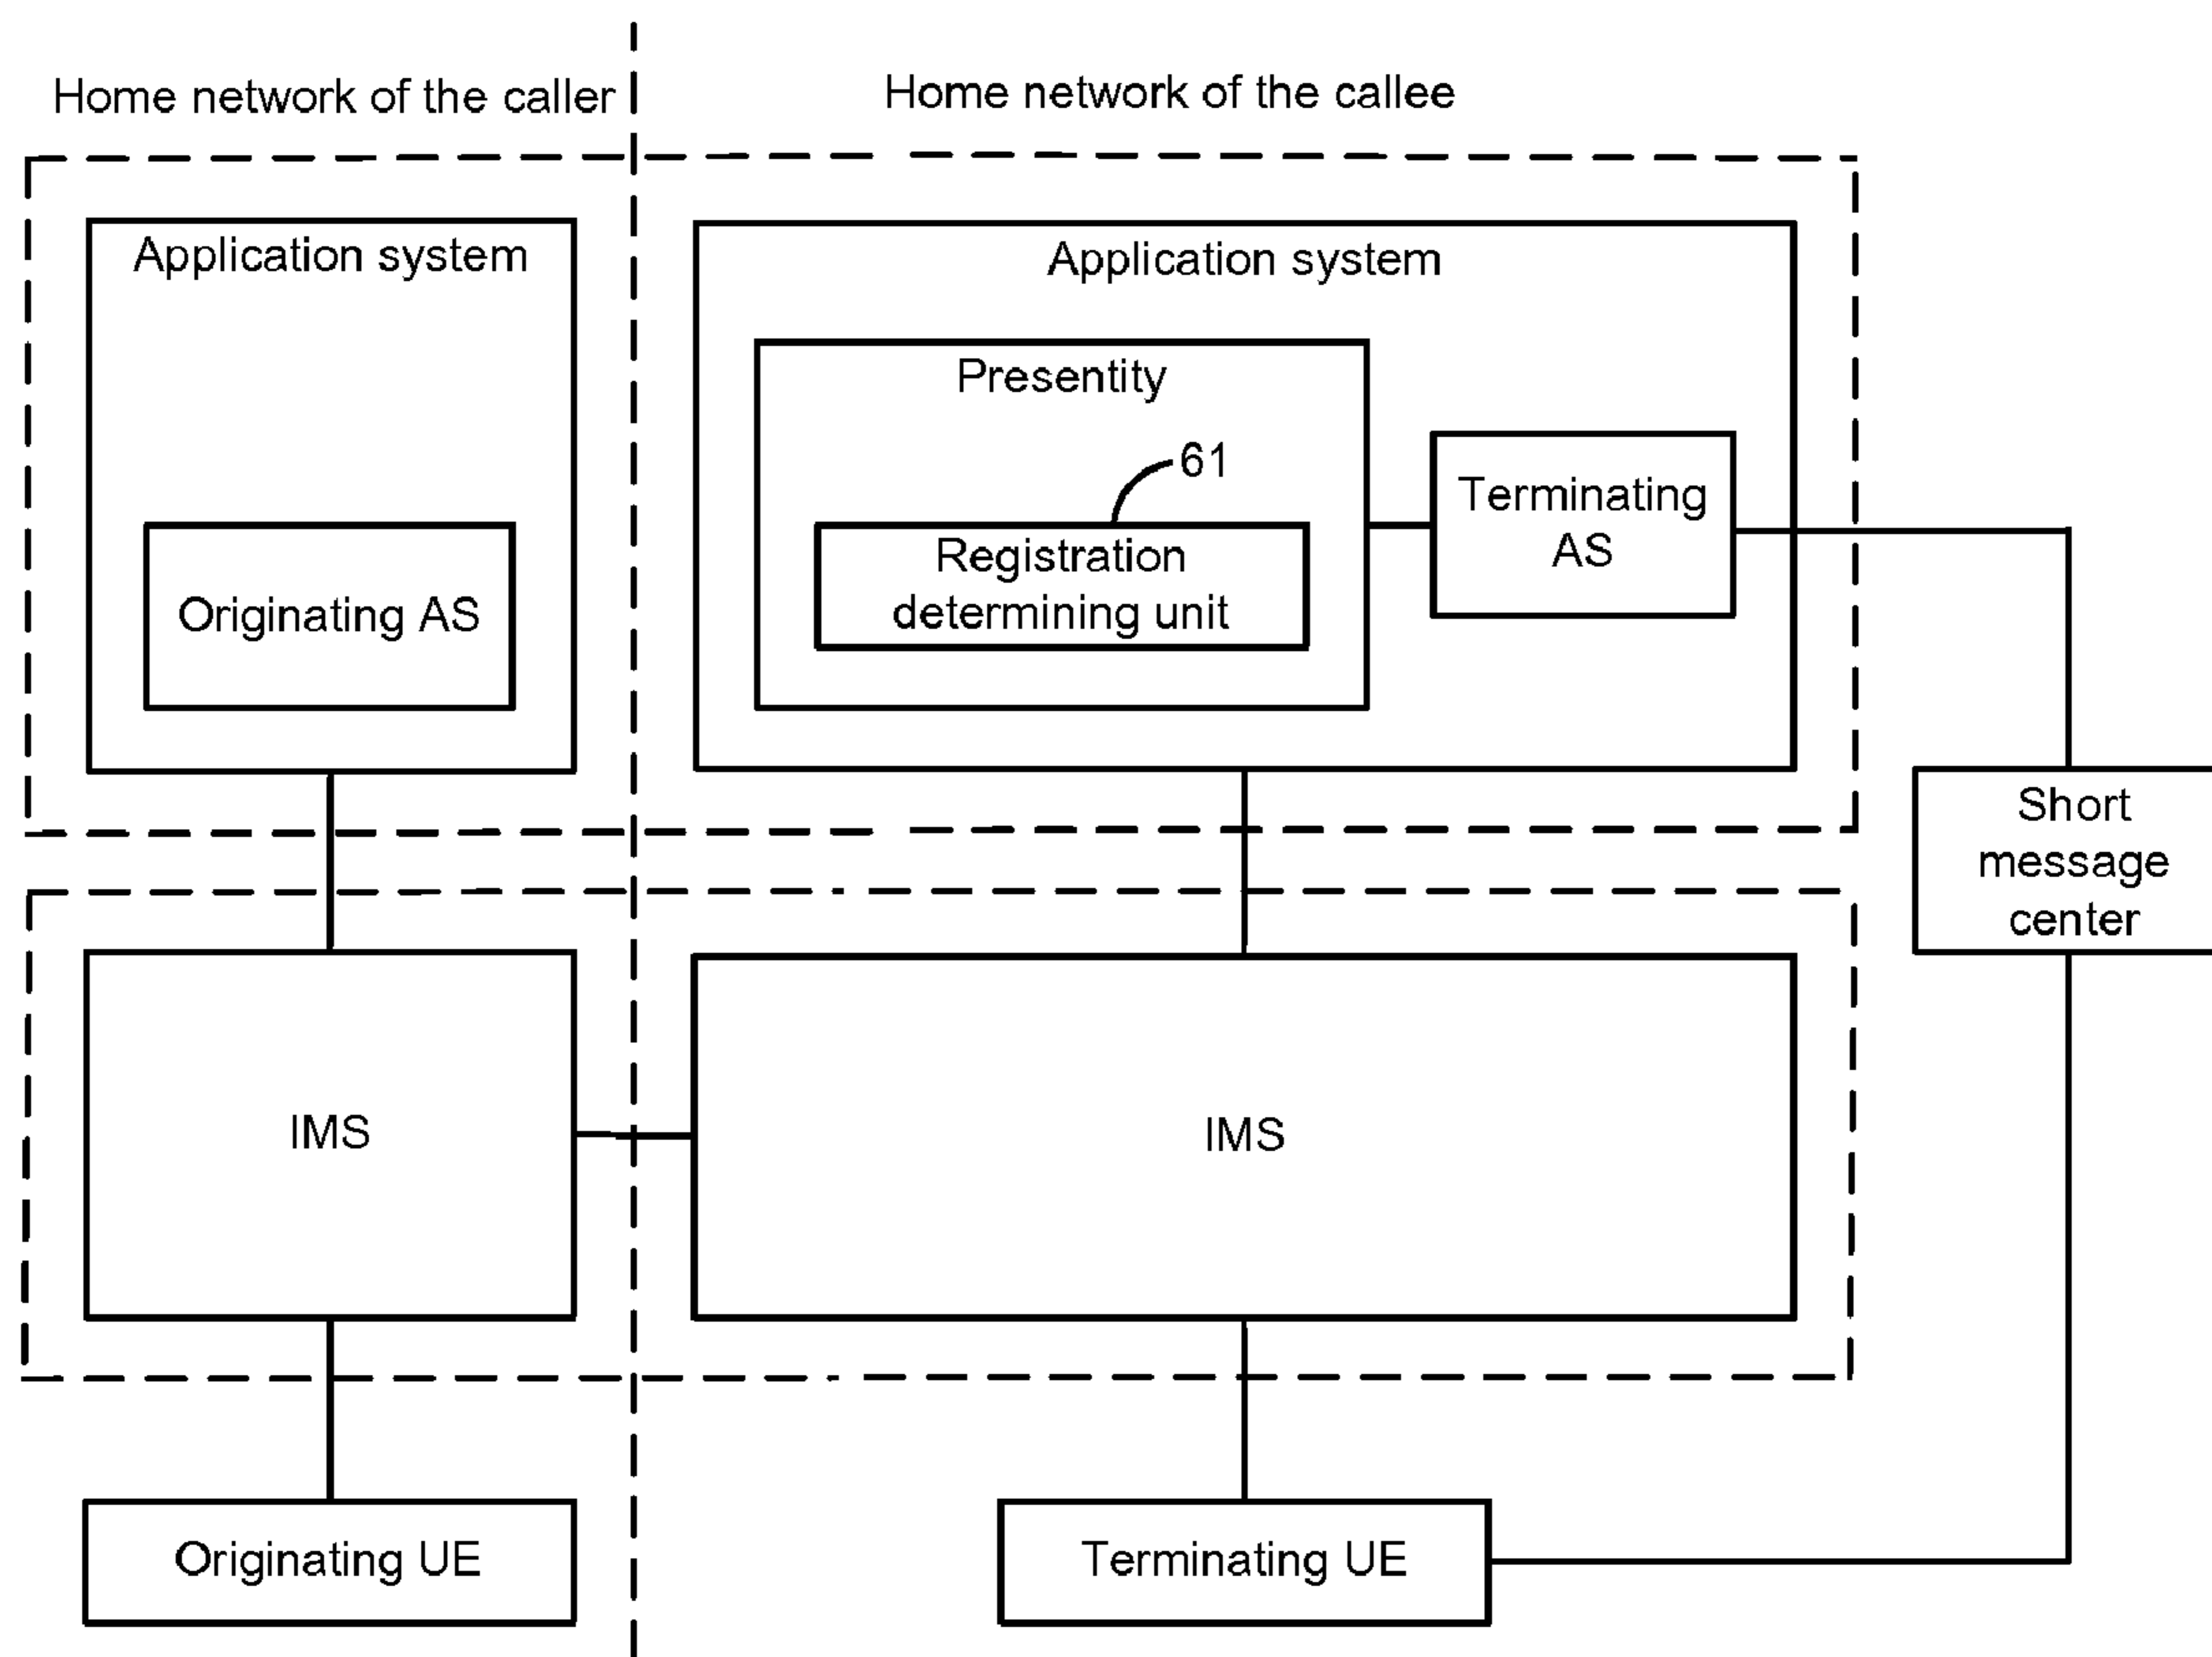 Home network of the caller
Home network of the callee
Application system
Application system
Presentity
61
Terminating
AS
Registration
determining unit
Originating AS
Short
message
center
IMS
IMS
Originating UE
Terminating UE